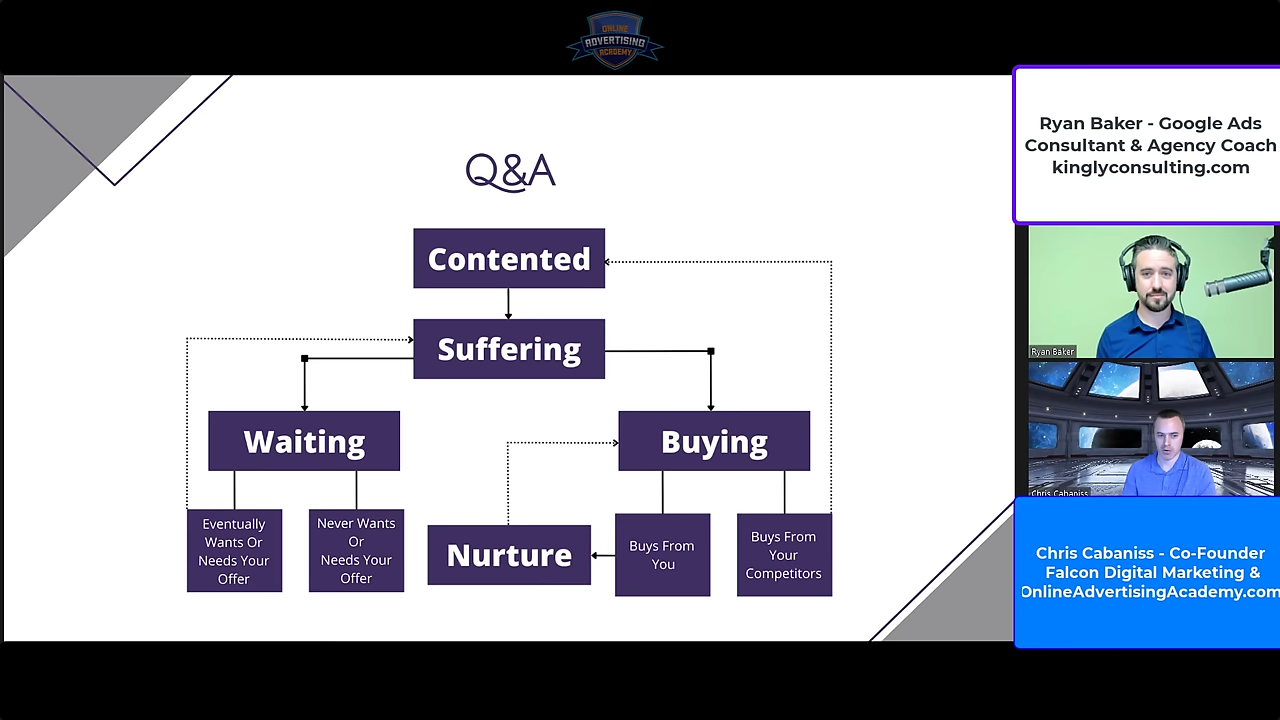 ONLINE
ADVERTISING
ACADEMY
Q&A
Contented
Suffering
Waiting
Buying
Eventually
Wants Or
Needs Your
Offer
Never Wants
Or
Needs Your
Offer
Nurture
Buys From
You
Buys From
Your
Competitors
Ryan Baker - Google Ads
Consultant & Agency Coach
kinglyconsulting.com
Ryan Baker
Chris Cabaniss
Chris Cabaniss - Co-Founder
Falcon Digital Marketing &
OnlineAdvertisingAcademy.com